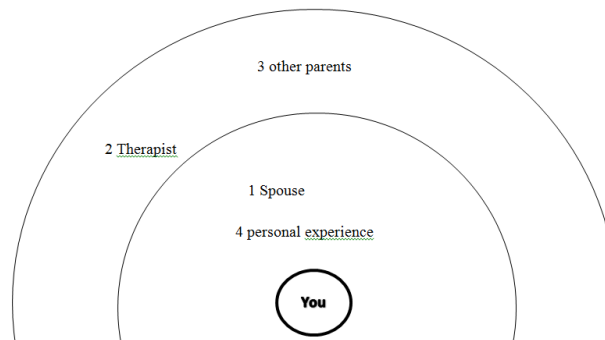 3 other parents
2 Therapist
1 Spouse
4 personal experience
You